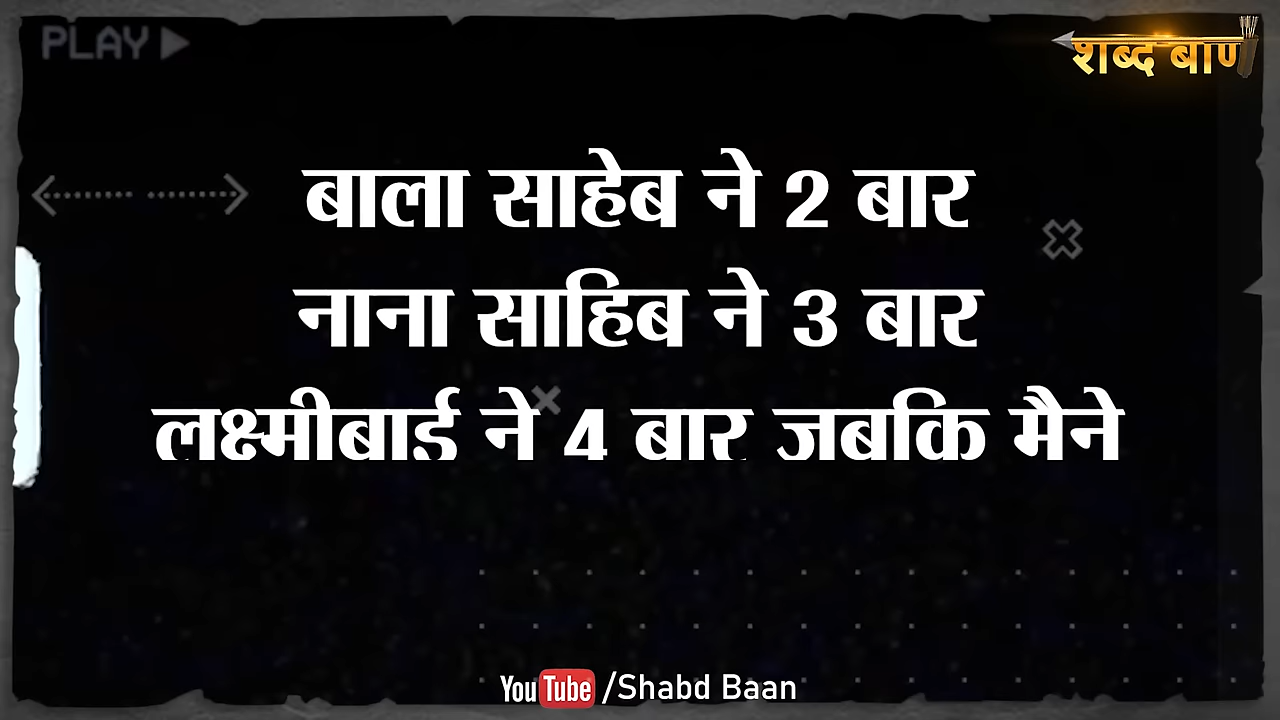 PLAY
शब्द बाण
बाला साहेब ने 2 बार
नाना साहिब ने 3 बार
लक्ष्मीबाई ने 4 बार जबकि मैने
YouTube /Shabd Baan